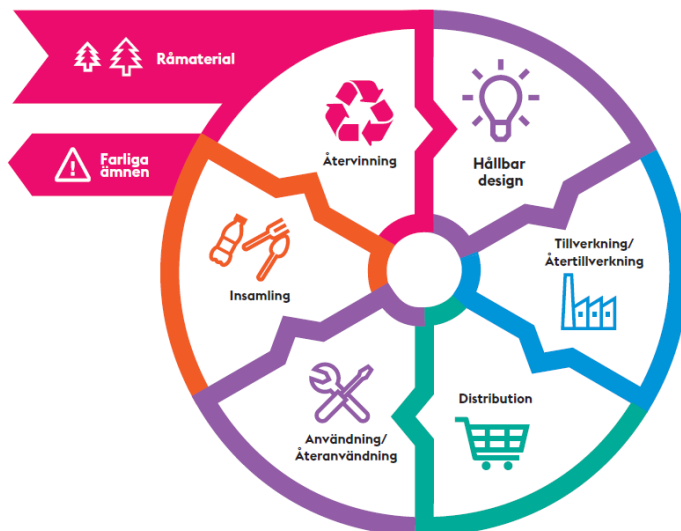 Råmaterial
Farliga
ämnen
Återvinning
Hållbar
design
Tillverkning/
Återtillverkning
Distribution
Användning/
Återanvändning
Insamling